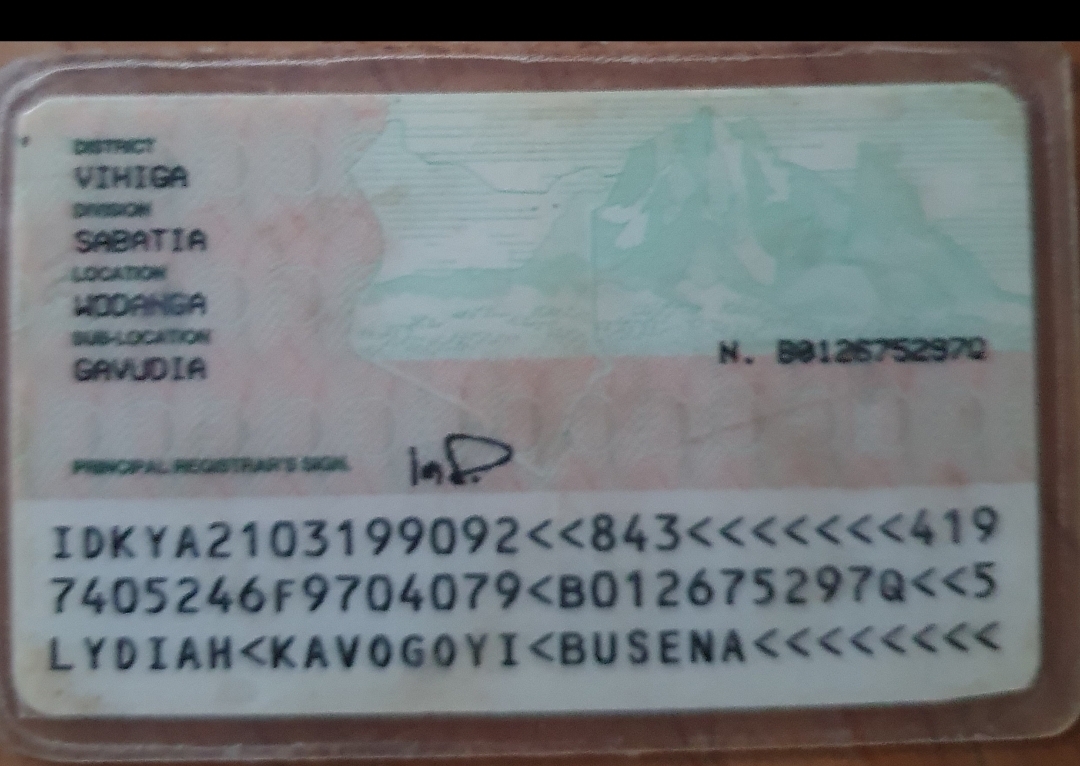 DISTRICT
VIHIGA
DIVISION
SABATIA
LOCATION
WODANGA
SUB-LOCATION
GAVUDIA
N. B012675297Q
PRINCIPAL REGISTRAR'S SIGN.
IDKYA2103199092<<843<<<<<<<419
7405246F9704079<B012675297Q<<5
LYDIAH<KAVOGOYI<BUSENA<<<<<<<<